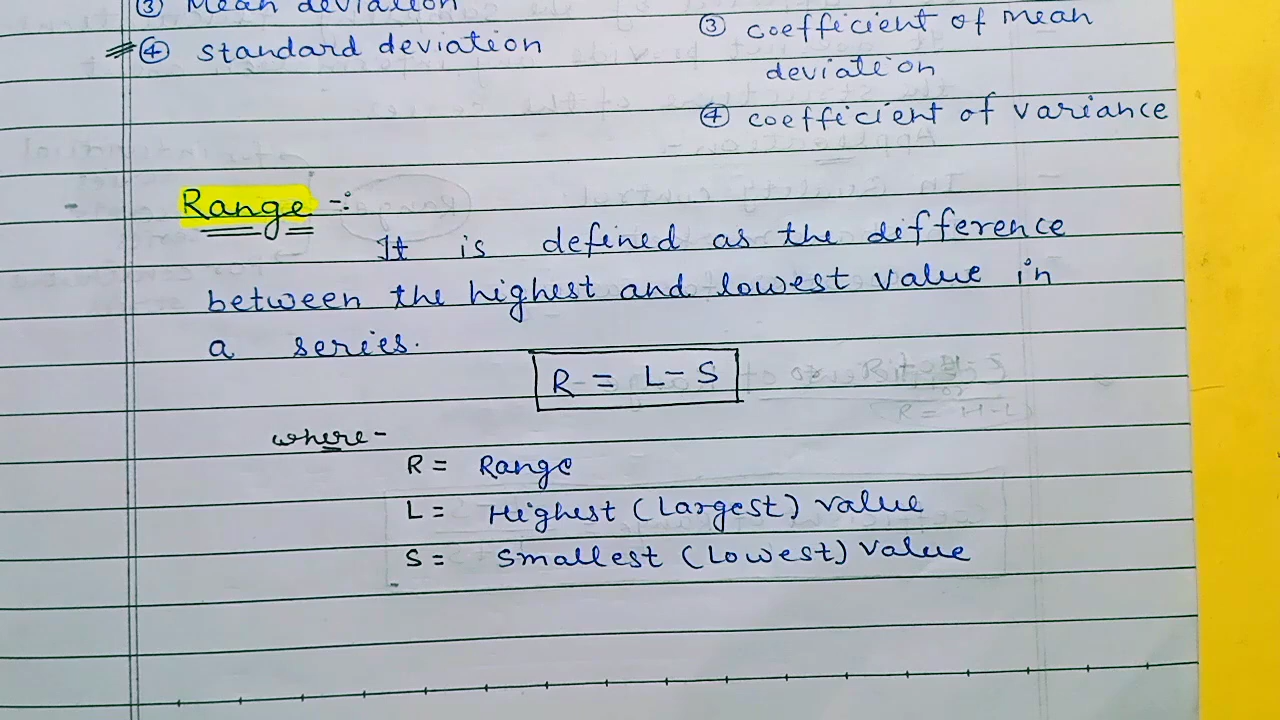 ③ Mean deviation
④ standard deviation
③ coefficient of mean
deviation
④ coefficient of variance
Range -:
It is defined as the difference
between the highest and lowest value in
a series.
R = L - S
where -
R = Range
L = Highest (Largest) value
S = Smallest (Lowest) value